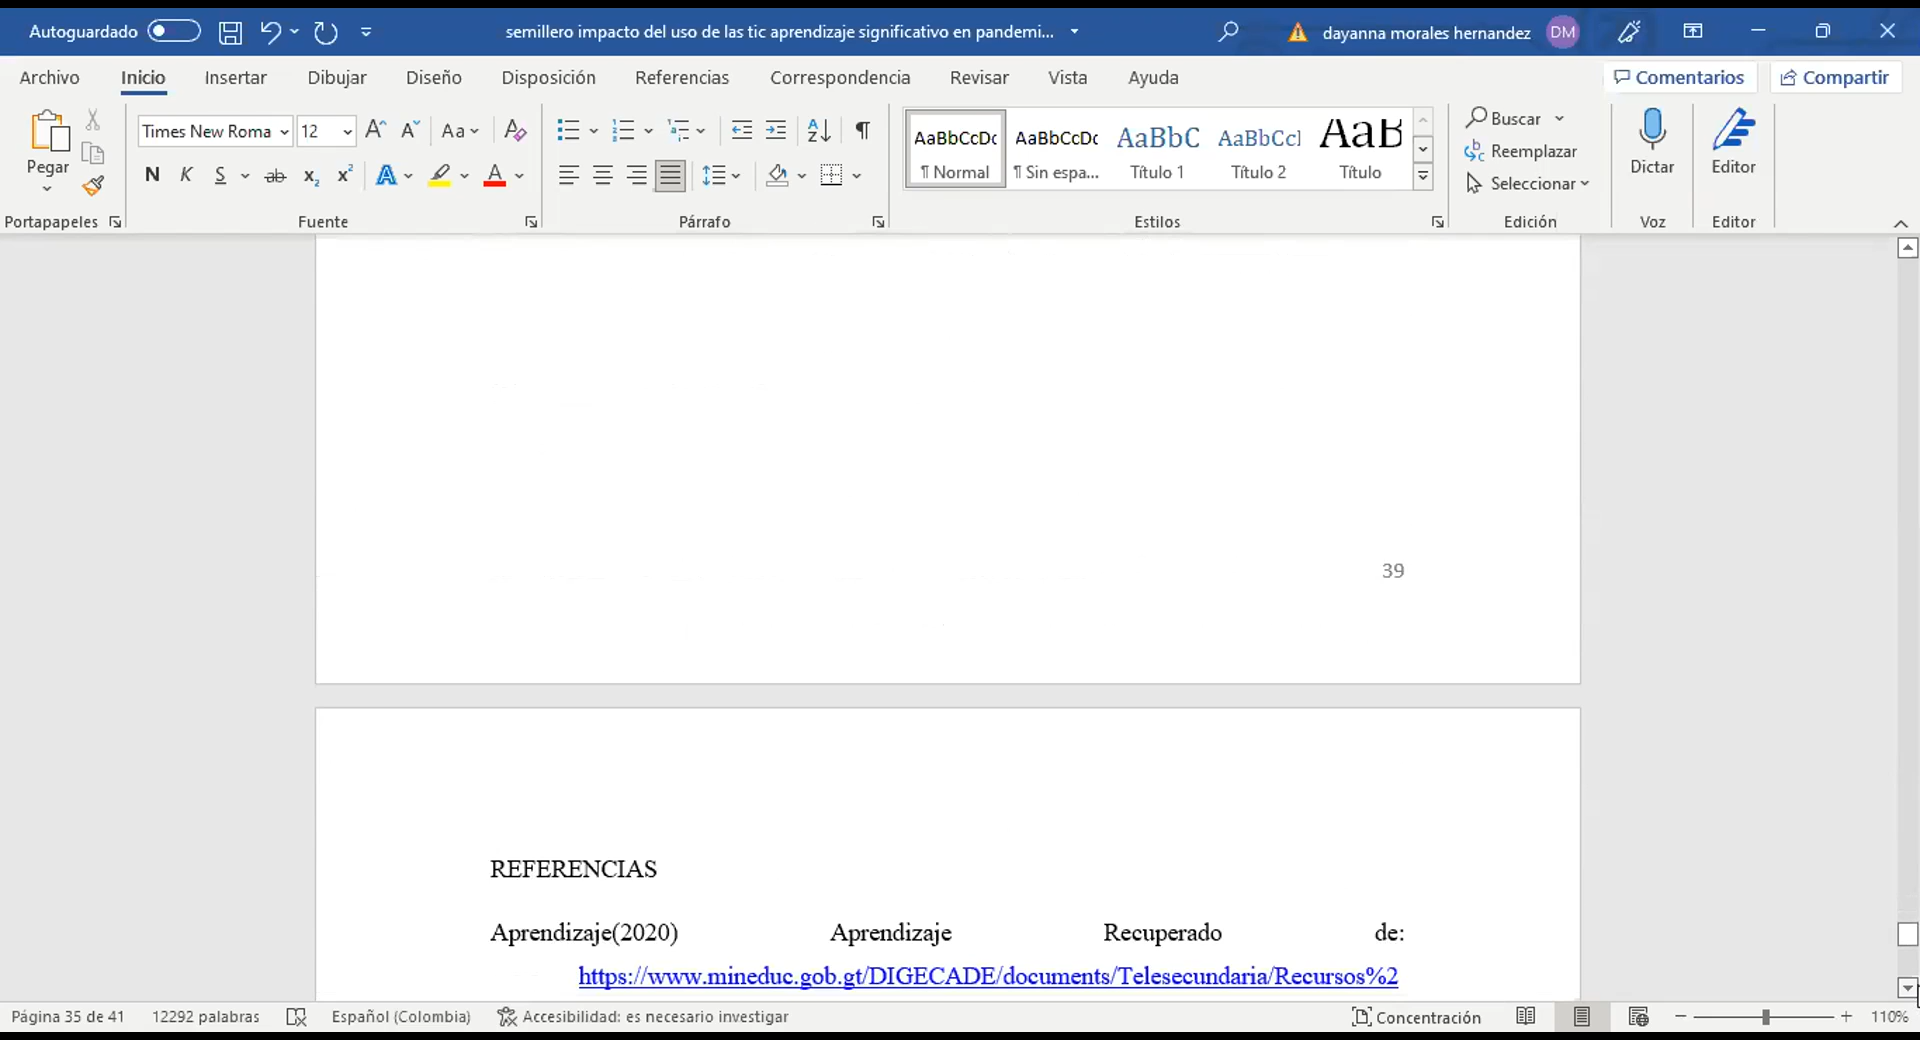 Autoguardado
semillero impacto del uso de las tic aprendizaje significativo en pandemi...
dayanna morales hernandez
DM
Archivo Inicio Insertar Dibujar Diseño Disposición Referencias Correspondencia Revisar Vista Ayuda
Comentarios Compartir
Pegar
Portapapeles
Times New Roma 12
Aa
N K S ab x₂ x² A A
Fuente
Párrafo
AaBbCcDc AaBbCcDc AaBbC AaBbCcI AaB
¶ Normal ¶ Sin espa... Título 1 Título 2 Título
Estilos
Buscar
Reemplazar
Seleccionar
Edición
Dictar
Voz
Editor
Editor
39
REFERENCIAS
Aprendizaje(2020) Aprendizaje Recuperado de:
https://www.mineduc.gob.gt/DIGECADE/documents/Telesecundaria/Recursos%2
Página 35 de 41 12292 palabras Español (Colombia) Accesibilidad: es necesario investigar Concentración 110%